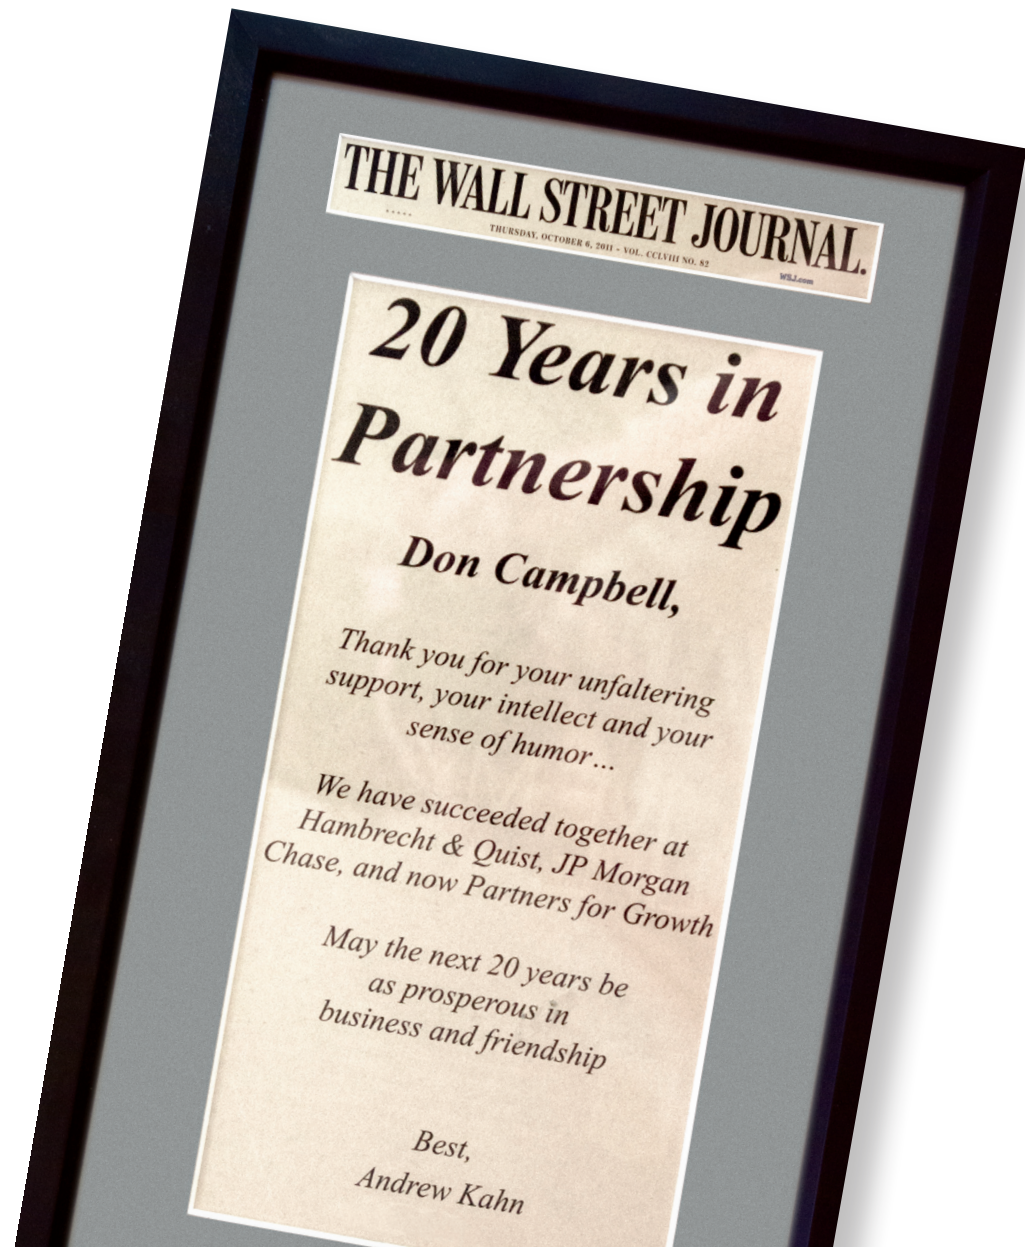 THE WALL STREET JOURNAL.
THURSDAY, OCTOBER 6, 2011 - VOL. CCLVIII NO. 82
WSJ.com
20 Years in
Partnership
Don Campbell,
Thank you for your unfaltering
support, your intellect and your
sense of humor…
We have succeeded together at
Hambrecht & Quist, JP Morgan
Chase, and now Partners for Growth
May the next 20 years be
as prosperous in
business and friendship
Best,
Andrew Kahn